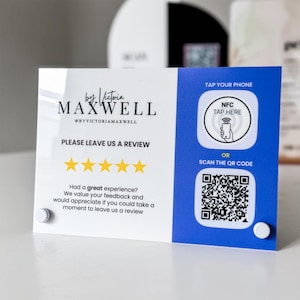 by Victoria
MAXWELL
@BYVICTORIAMAXWELL
PLEASE LEAVE US A REVIEW
Had a great experience?
We value your feedback and
would appreciate if you could take a
moment to leave us a review
TAP YOUR PHONE
NFC
TAP HERE
OR
SCAN THE QR CODE